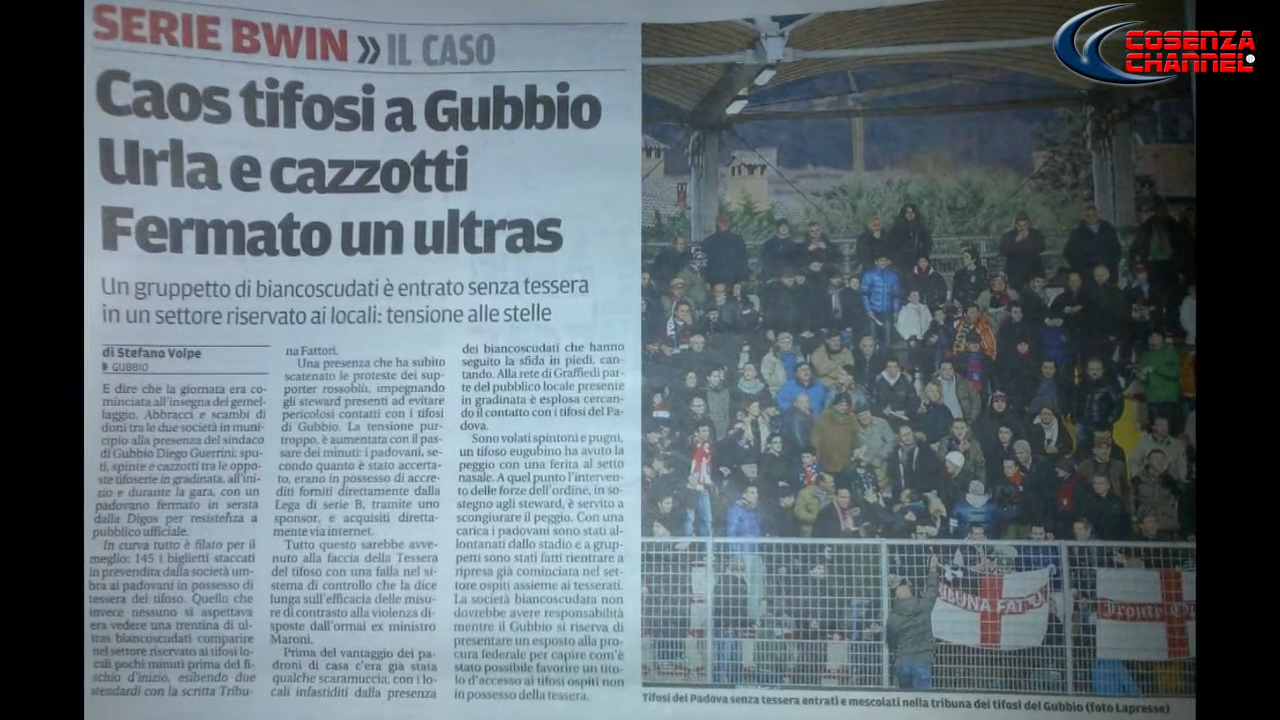 SERIE BWIN » IL CASO
Caos tifosi a Gubbio
Urla e cazzotti
Fermato un ultras
Un gruppetto di biancoscudati è entrato senza tessera
in un settore riservato ai locali: tensione alle stelle
di Stefano Volpe
GUBBIO
E dire che la giornata era co-
minciata all'insegna del gemel-
laggio. Abbracci e scambi di
doni tra le due società in muni-
cipio alla presenza del sindaco
di Gubbio Diego Guerrini: spu-
ti, spinte e cazzotti tra le oppo-
ste tifoserie in gradinata, all'ini-
zio e durante la gara, con un
padovano fermato in serata
dalla Digos per resistenza a
pubblico ufficiale.
In curva tutto è filato per il
meglio: 145 i biglietti staccati
in prevendita dalla società um-
bra ai padovani in possesso di
tessera del tifoso. Quello che
invece nessuno si aspettava
era vedere una trentina di ul-
tras biancoscudati comparire
nel settore riservato ai tifosi lo-
cali pochi minuti prima del fi-
schio d'inizio, esibendo due
stendardi con la scritta Tribu-
na Fattori.
Una presenza che ha subito
scatenato le proteste dei sup-
porter rossoblù, impegnando
gli steward presenti ad evitare
pericolosi contatti con i tifosi
di Gubbio. La tensione pur-
troppo, è aumentata con il pas-
sare dei minuti: i padovani, se-
condo quanto è stato accerta-
to, erano in possesso di accre-
diti forniti direttamente dalla
Lega di serie B, tramite uno
sponsor, e acquisiti diretta-
mente via internet.
Tutto questo sarebbe avve-
nuto alla faccia della Tessera
del tifoso con una falla nel si-
stema di controllo che la dice
lunga sull'efficacia delle misu-
re di contrasto alla violenza di-
sposte dall'ormai ex ministro
Maroni.
Prima del vantaggio dei pa-
droni di casa c'era già stata
qualche scaramuccia, con i lo-
cali infastiditi dalla presenza
dei biancoscudati che hanno
seguito la sfida in piedi, can-
tando. Alla rete di Graffiedi par-
te del pubblico locale presente
in gradinata è esplosa cercan-
do il contatto con i tifosi del Pa-
dova.
Sono volati spintoni e pugni,
un tifoso eugubino ha avuto la
peggio con una ferita al setto
nasale. A quel punto l'interven-
to delle forze dell'ordine, in so-
stegno agli steward, è servito a
scongiurare il peggio. Con una
carica i padovani sono stati al-
lontanati dallo stadio e a grup-
petti sono stati fatti rientrare a
ripresa già cominciata nel set-
tore ospiti assieme ai tesserati.
La società biancoscudata non
dovrebbe avere responsabilità
mentre il Gubbio si riserva di
presentare un esposto alla pro-
cura federale per capire com'è
stato possibile favorire un tito-
lo d'accesso ai tifosi ospiti non
in possesso della tessera.
COSENZA
CHANNEL
Tifosi del Padova senza tessera entrati e mescolati nella tribuna dei tifosi del Gubbio (foto Lapresse)